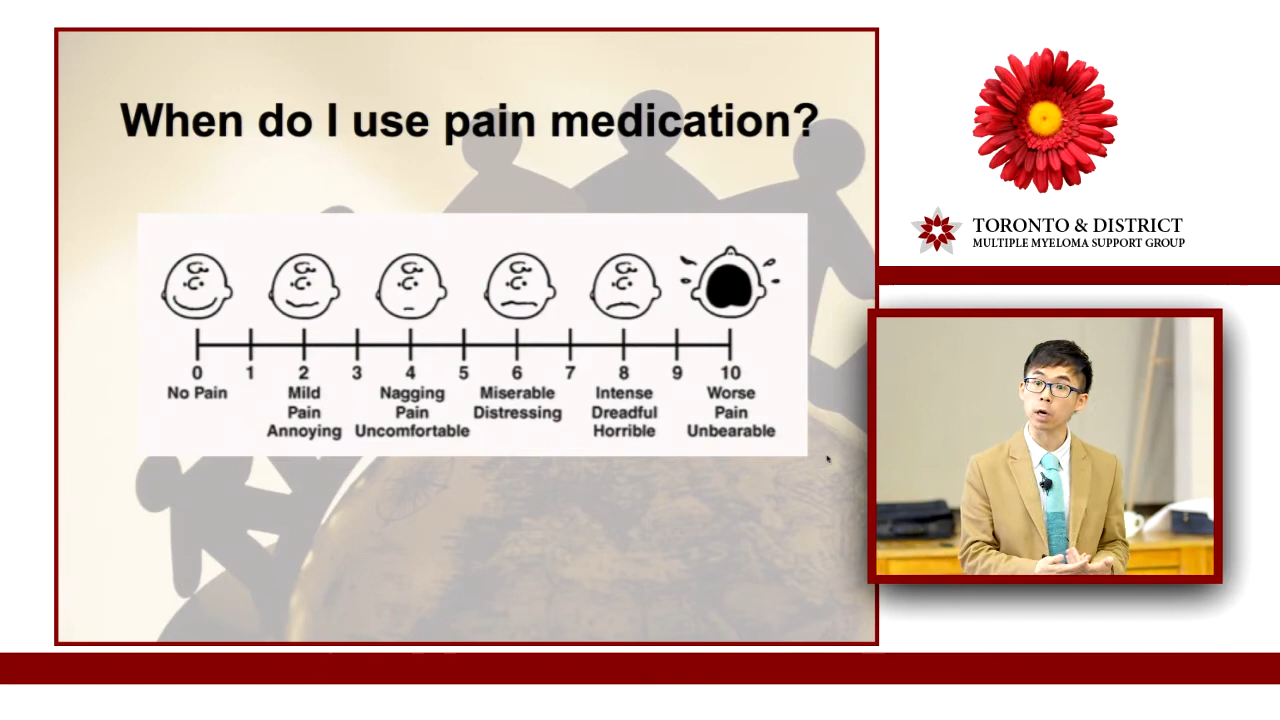 When do I use pain medication?
0 1 2 3 4 5 6 7 8 9 10
No Pain
Mild
Pain
Annoying
Nagging
Pain
Uncomfortable
Miserable
Distressing
Intense
Dreadful
Horrible
Worse
Pain
Unbearable
TORONTO & DISTRICT
MULTIPLE MYELOMA SUPPORT GROUP